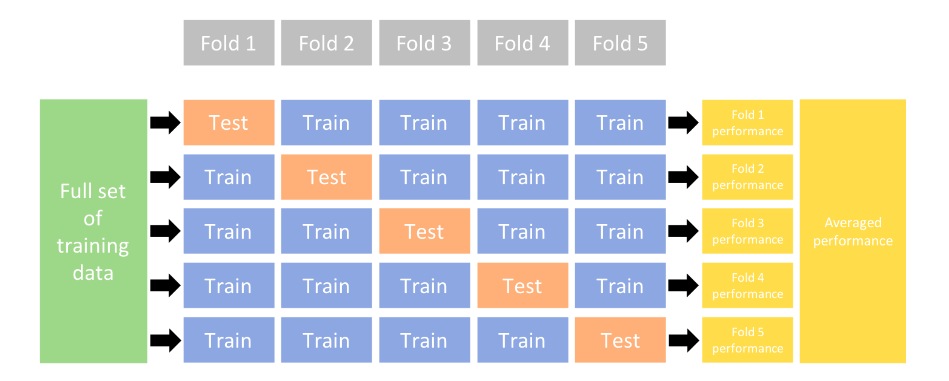 Fold 1 Fold 2 Fold 3 Fold 4 Fold 5
Full set
of
training
data
Test Train Train Train Train
Fold 1
performance
Train Test Train Train Train
Fold 2
performance
Train Train Test Train Train
Fold 3
performance
Train Train Train Test Train
Fold 4
performance
Train Train Train Train Test
Fold 5
performance
Averaged
performance